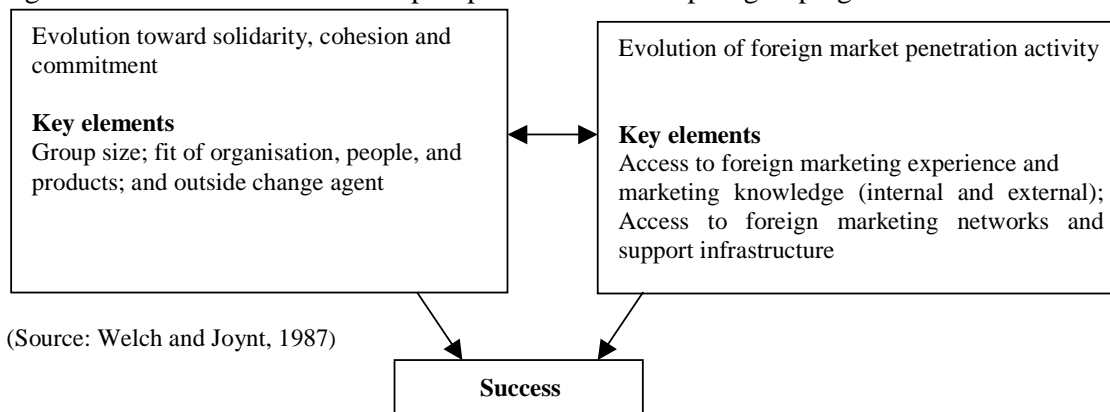 Evolution toward solidarity, cohesion and
commitment
Key elements
Group size; fit of organisation, people, and
products; and outside change agent
Evolution of foreign market penetration activity
Key elements
Access to foreign marketing experience and
marketing knowledge (internal and external);
Access to foreign marketing networks and
support infrastructure
(Source: Welch and Joynt, 1987)
Success